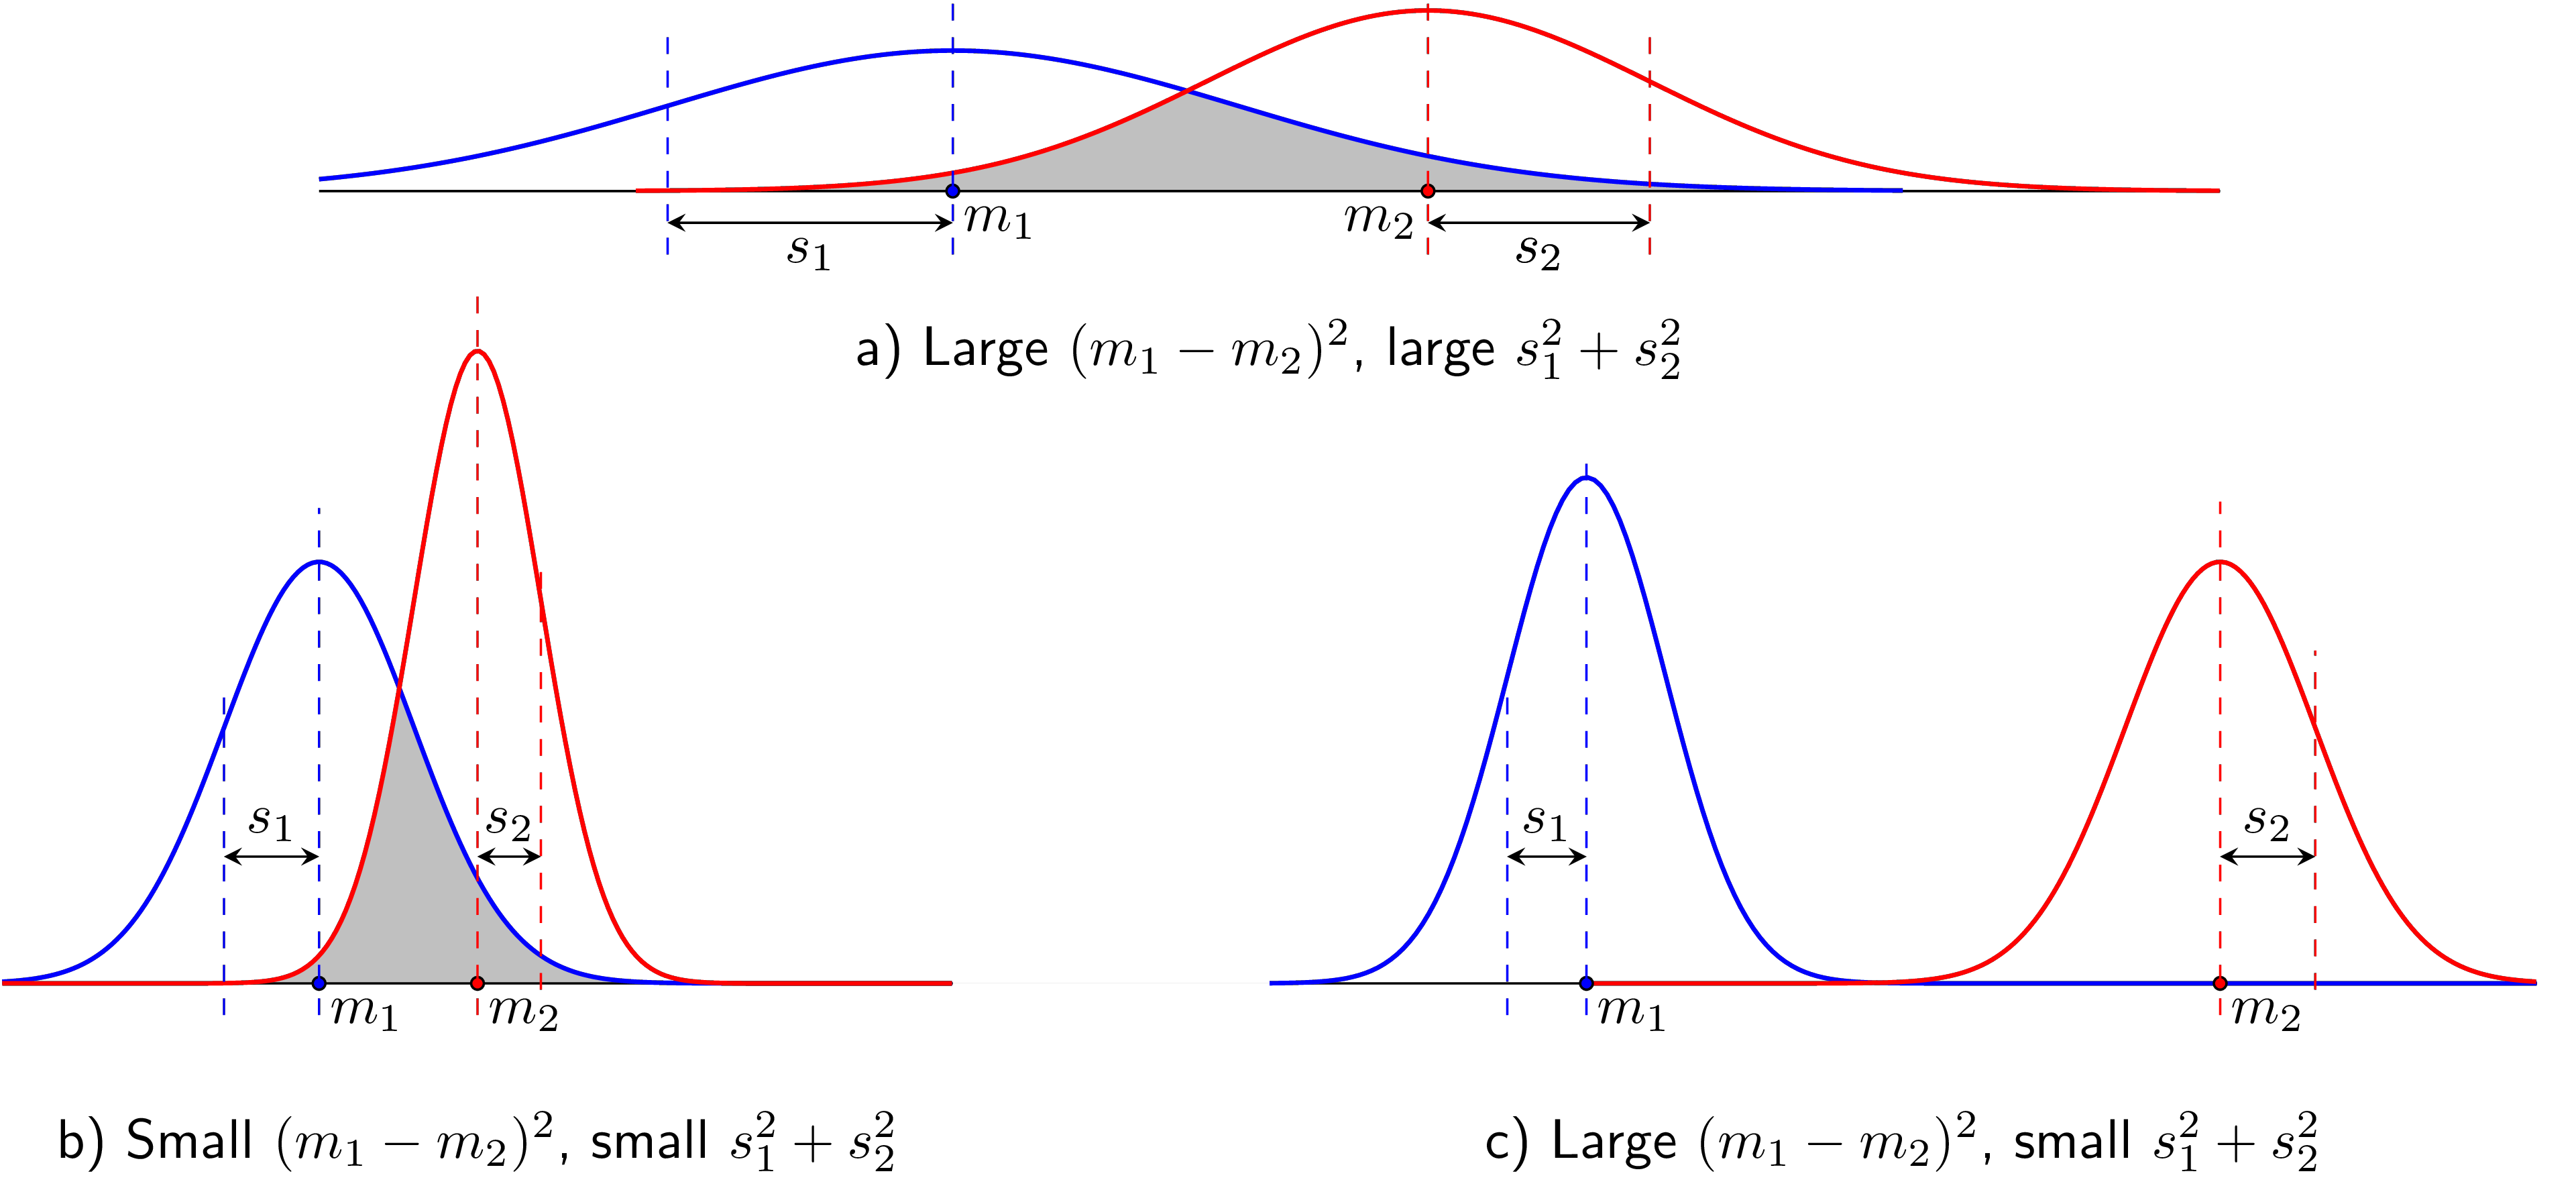 m₁ m₂
s₁ s₂
a) Large (m₁ − m₂)², large s₁² + s₂²
s₁ s₂
m₁ m₂
b) Small (m₁ − m₂)², small s₁² + s₂²
s₁ s₂
m₁ m₂
c) Large (m₁ − m₂)², small s₁² + s₂²